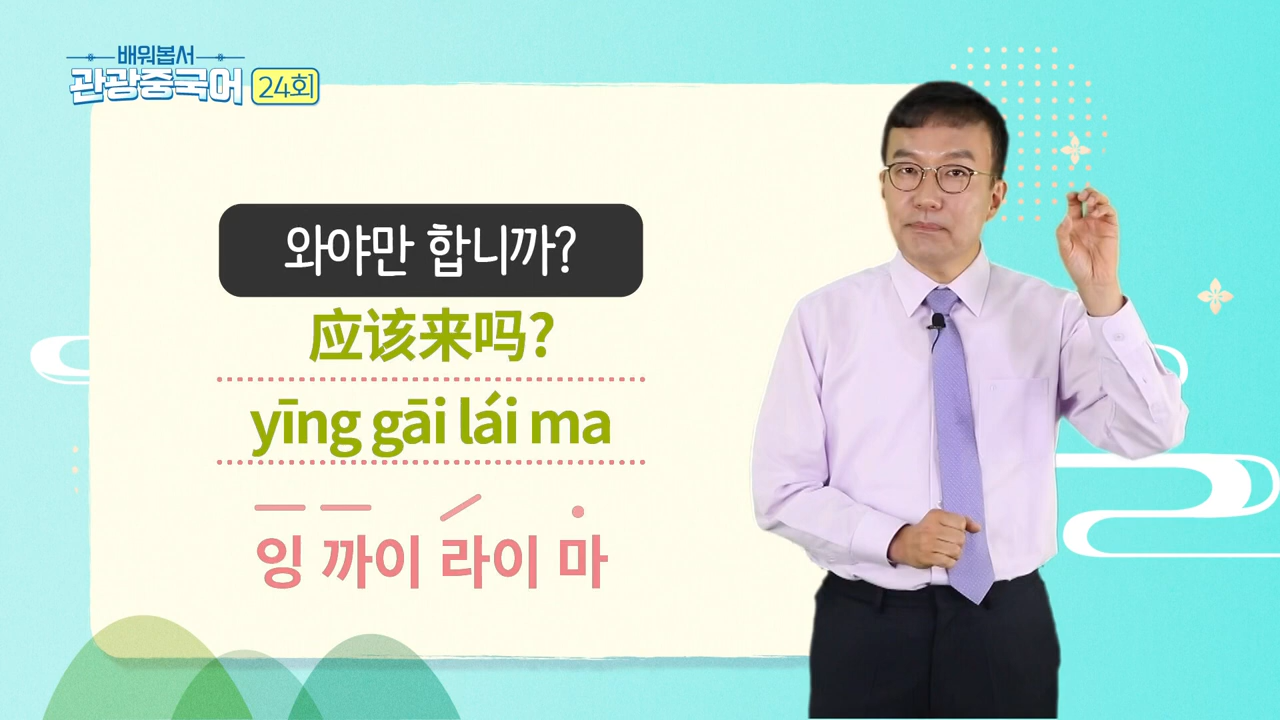 배워봅서
관광중국어 24회
와야만 합니까?
应该来吗?
yīng gāi lái ma
잉 까이 라이 마